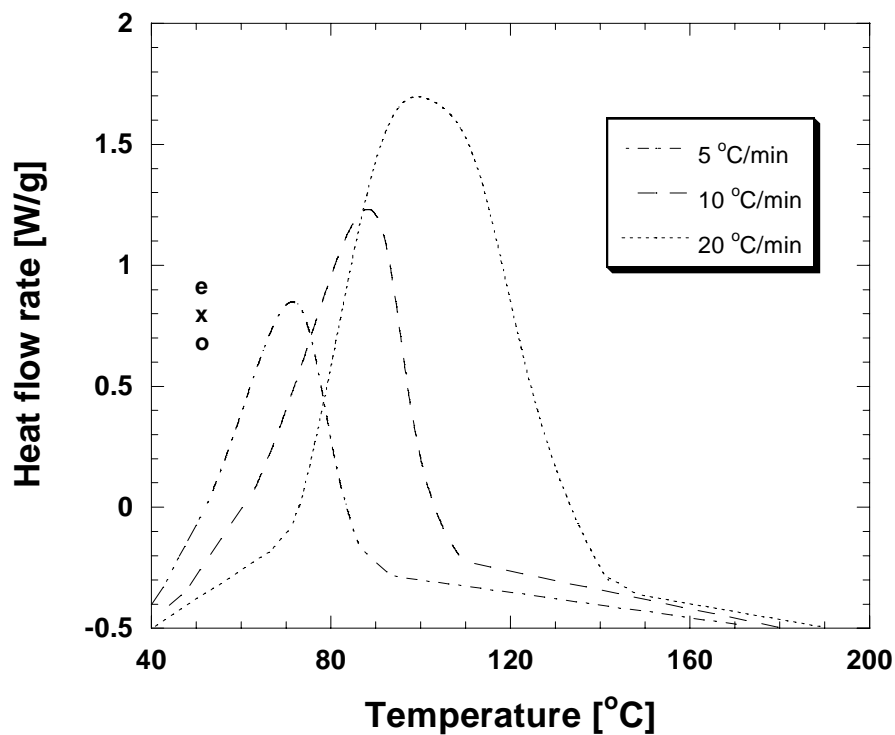 2
1.5
1
0.5
0
-0.5
40
80
120
160
200
Heat flow rate [W/g]
Temperature [°C]
e
x
o
5 °C/min
10 °C/min
20 °C/min